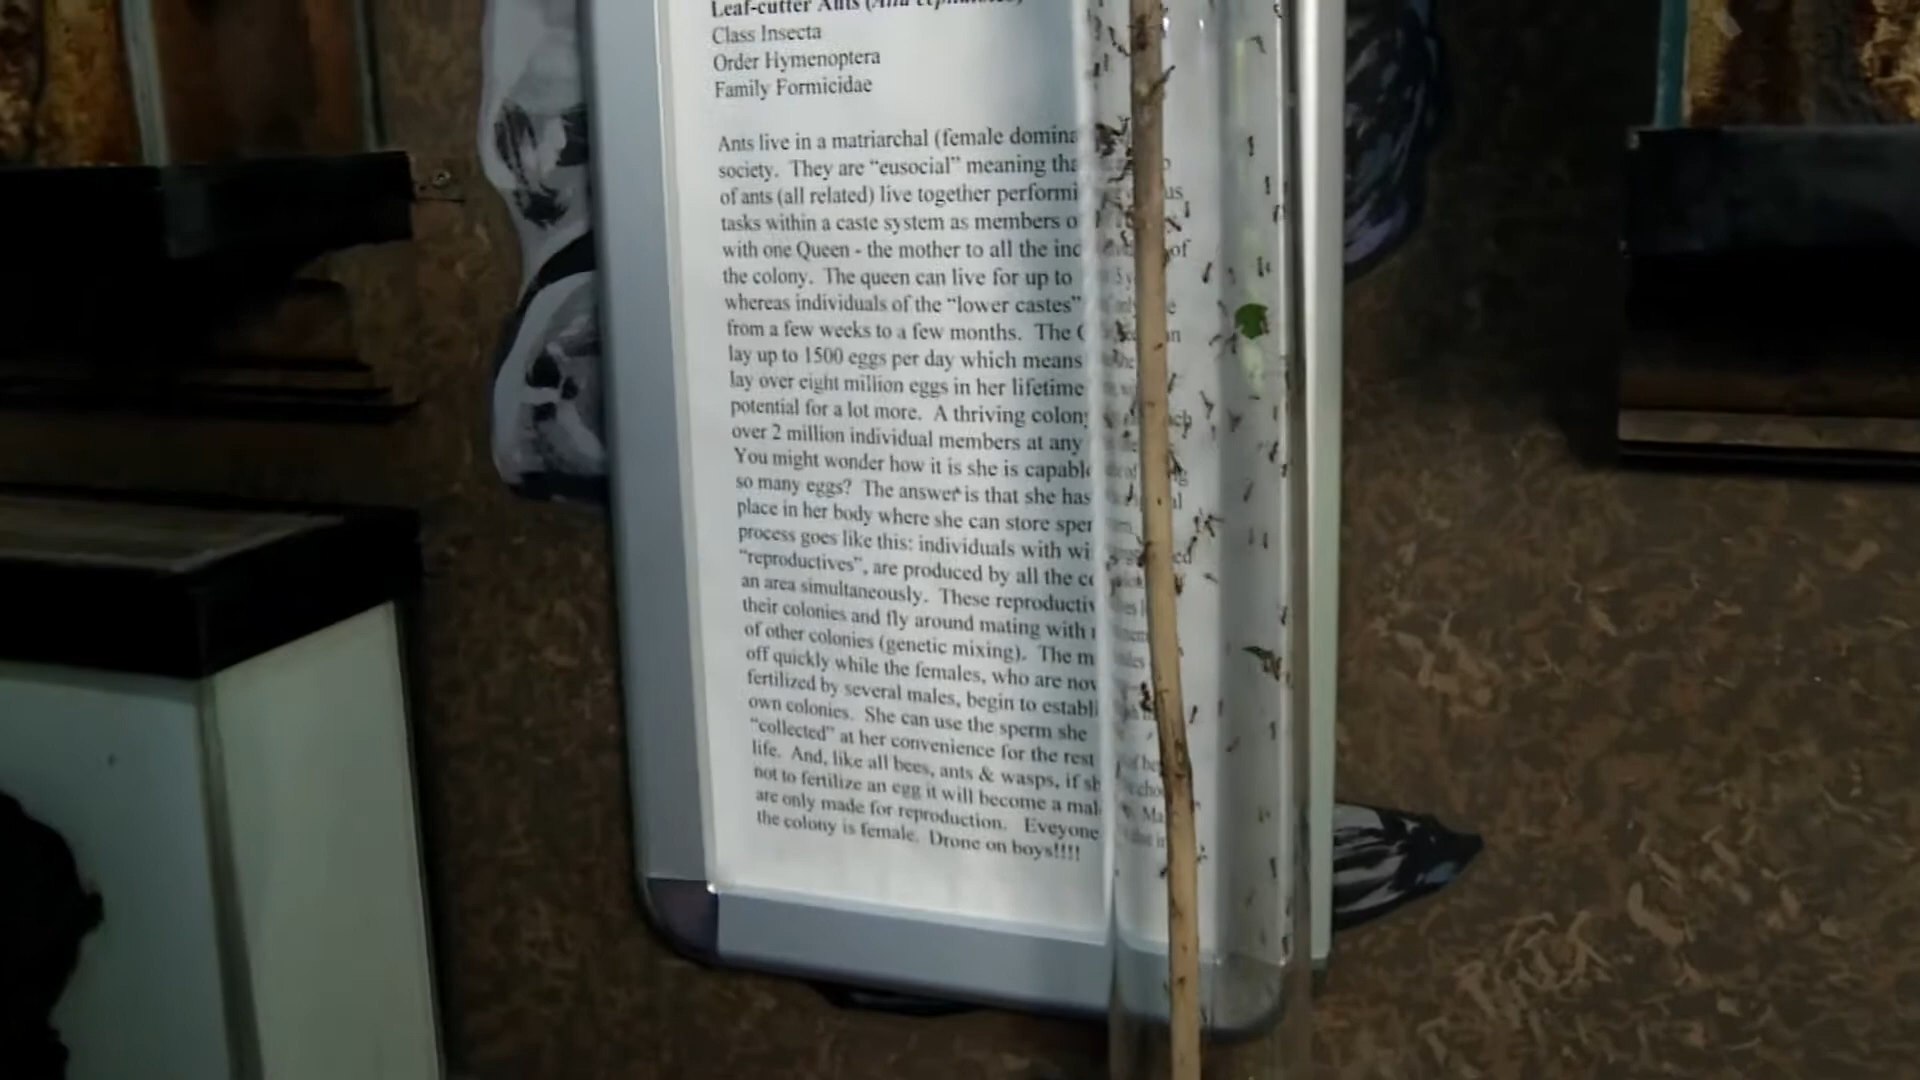 Leaf-cutter Ants
Class Insecta
Order Hymenoptera
Family Formicidae
Ants live in a matriarchal (female domina
society. They are “eusocial” meaning tha
of ants (all related) live together performi
tasks within a caste system as members o
with one Queen - the mother to all the ind of
the colony. The queen can live for up to
whereas individuals of the “lower castes”
from a few weeks to a few months. The
lay up to 1500 eggs per day which means
lay over eight million eggs in her lifetime
potential for a lot more. A thriving colon
over 2 million individual members at any
You might wonder how it is she is capable of
so many eggs? The answer is that she has
place in her body where she can store sper
process goes like this: individuals with wi
“reproductives”, are produced by all the co
an area simultaneously. These reproductiv
their colonies and fly around mating with
of other colonies (genetic mixing). The m
off quickly while the females, who are now
fertilized by several males, begin to establi
own colonies. She can use the sperm she
“collected” at her convenience for the rest of he
life. And, like all bees, ants & wasps, if sh
not to fertilize an egg it will become a mal Ma
are only made for reproduction. Eveyone
the colony is female. Drone on boys!!!!